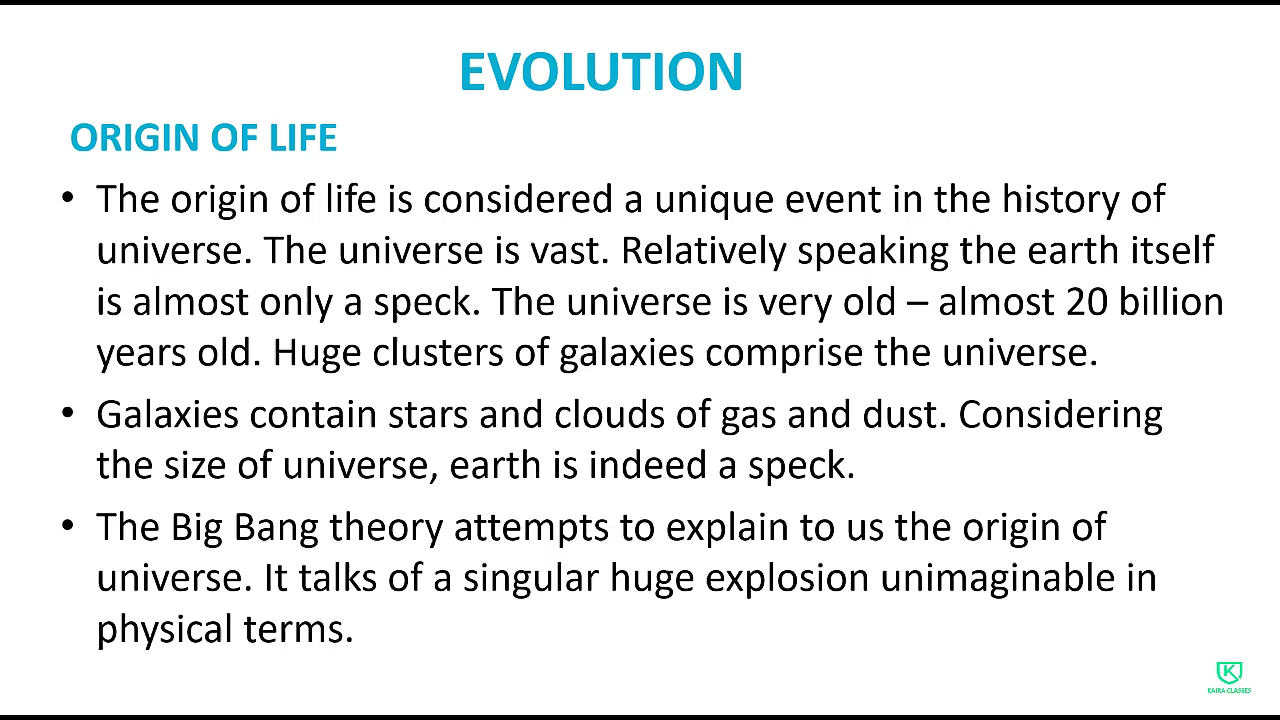 EVOLUTION
ORIGIN OF LIFE
• The origin of life is considered a unique event in the history of
universe. The universe is vast. Relatively speaking the earth itself
is almost only a speck. The universe is very old – almost 20 billion
years old. Huge clusters of galaxies comprise the universe.
• Galaxies contain stars and clouds of gas and dust. Considering
the size of universe, earth is indeed a speck.
• The Big Bang theory attempts to explain to us the origin of
universe. It talks of a singular huge explosion unimaginable in
physical terms.
K
KAIRA CLASSES